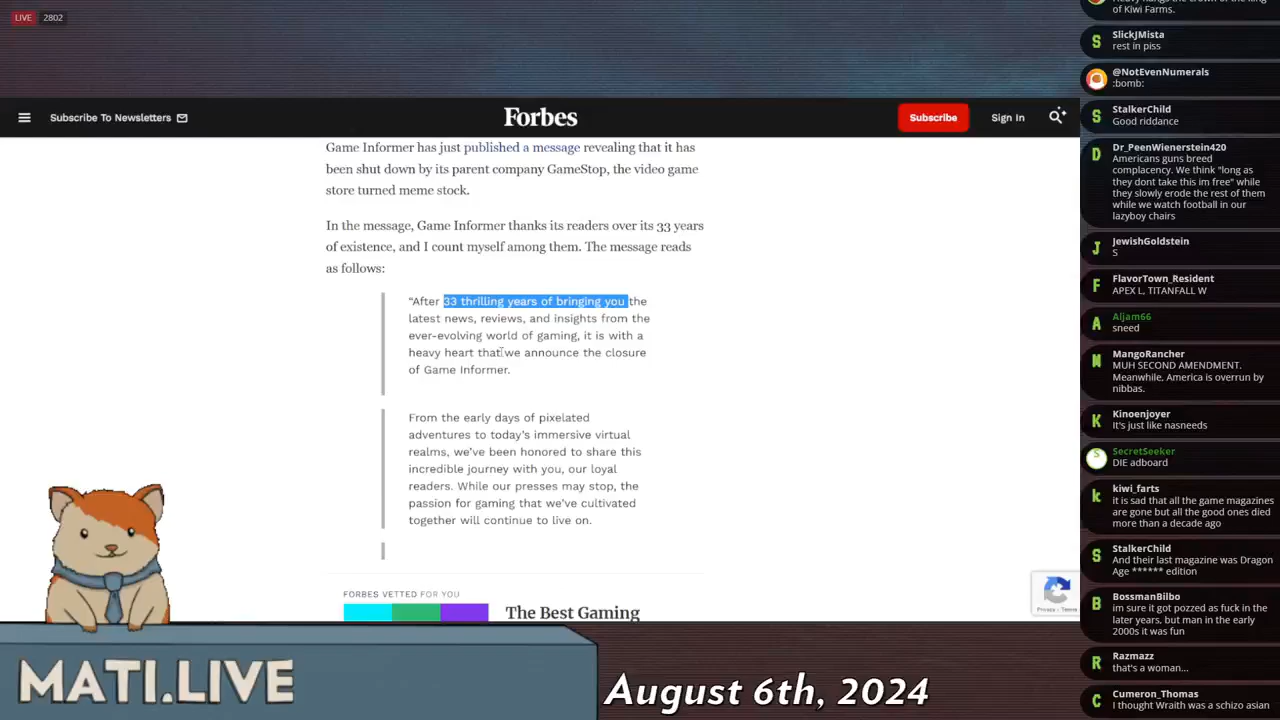 LIVE 2802
Subscribe To Newsletters
Forbes
Subscribe
Sign In
Game Informer has just published a message revealing that it has
been shut down by its parent company GameStop, the video game
store turned meme stock.
In the message, Game Informer thanks its readers over its 33 years
of existence, and I count myself among them. The message reads
as follows:
“After 33 thrilling years of bringing you the
latest news, reviews, and insights from the
ever-evolving world of gaming, it is with a
heavy heart that we announce the closure
of Game Informer.
From the early days of pixelated
adventures to today’s immersive virtual
realms, we’ve been honored to share this
incredible journey with you, our loyal
readers. While our presses may stop, the
passion for gaming that we’ve cultivated
together will continue to live on.
FORBES VETTED FOR YOU
The Best Gaming
Privacy - Terms
MATI.LIVE
August 6th, 2024
of Kiwi Farms.
S
SlickJMista
rest in piss
@NotEvenNumerals
:bomb:
S
StalkerChild
Good riddance
D
Dr_PeenWienerstein420
Americans guns breed
complacency. We think "long as
they dont take this im free" while
they slowly erode the rest of them
while we watch football in our
lazyboy chairs
J
JewishGoldstein
S
F
FlavorTown_Resident
APEX L, TITANFALL W
A
Aljam66
sneed
M
MangoRancher
MUH SECOND AMENDMENT.
Meanwhile, America is overrun by
nibbas.
K
Kinoenjoyer
It's just like nasneeds
S
SecretSeeker
DIE adboard
k
kiwi_farts
it is sad that all the game magazines
are gone but all the good ones died
more than a decade ago
S
StalkerChild
And their last magazine was Dragon
Age ****** edition
B
BossmanBilbo
im sure it got pozzed as fuck in the
later years, but man in the early
2000s it was fun
R
Razmazz
that's a woman...
C
Cumeron_Thomas
I thought Wraith was a schizo asian